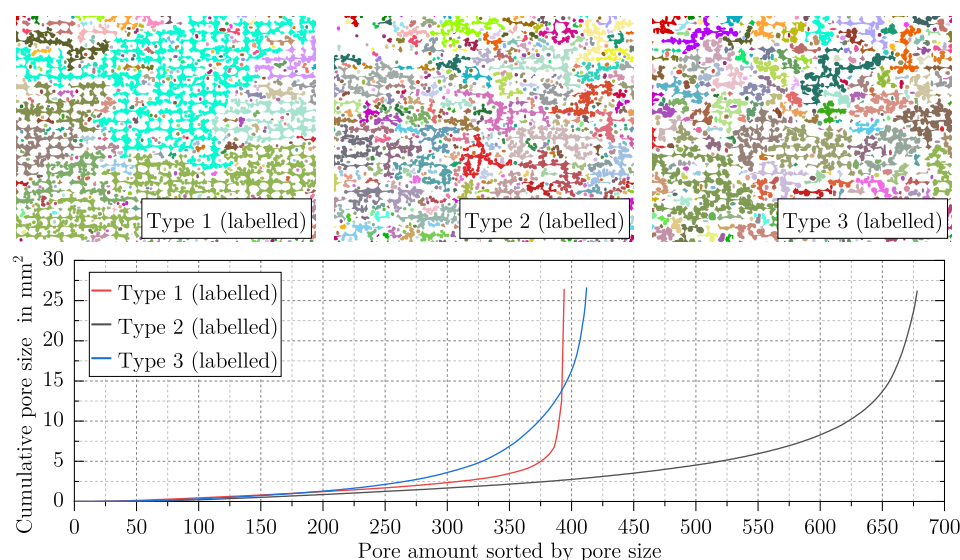 Type 1 (labelled)
Type 2 (labelled)
Type 3 (labelled)
Cumulative pore size in mm²
30
25
20
15
10
5
0
Type 1 (labelled)
Type 2 (labelled)
Type 3 (labelled)
0 50 100 150 200 250 300 350 400 450 500 550 600 650 700
Pore amount sorted by pore size